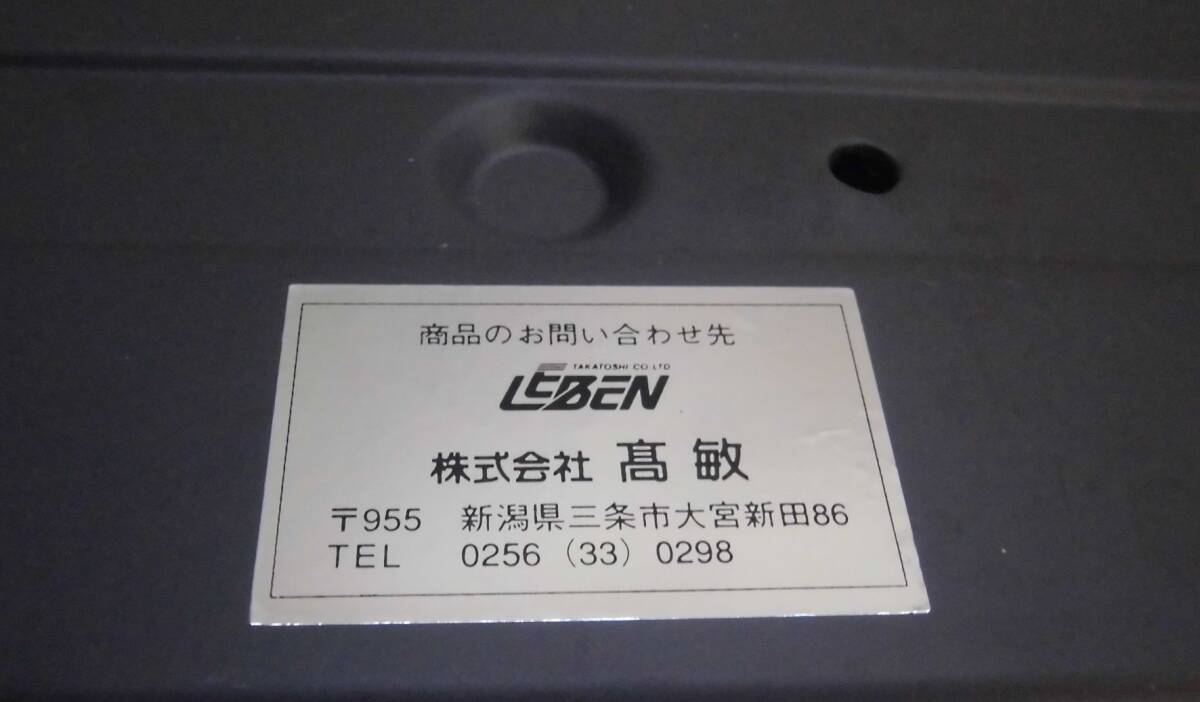 商品のお問い合わせ先
TAKATOSHI CO.LTD
LEBEN
株式会社 髙敏
〒955 新潟県三条市大宮新田86
TEL 0256 (33) 0298